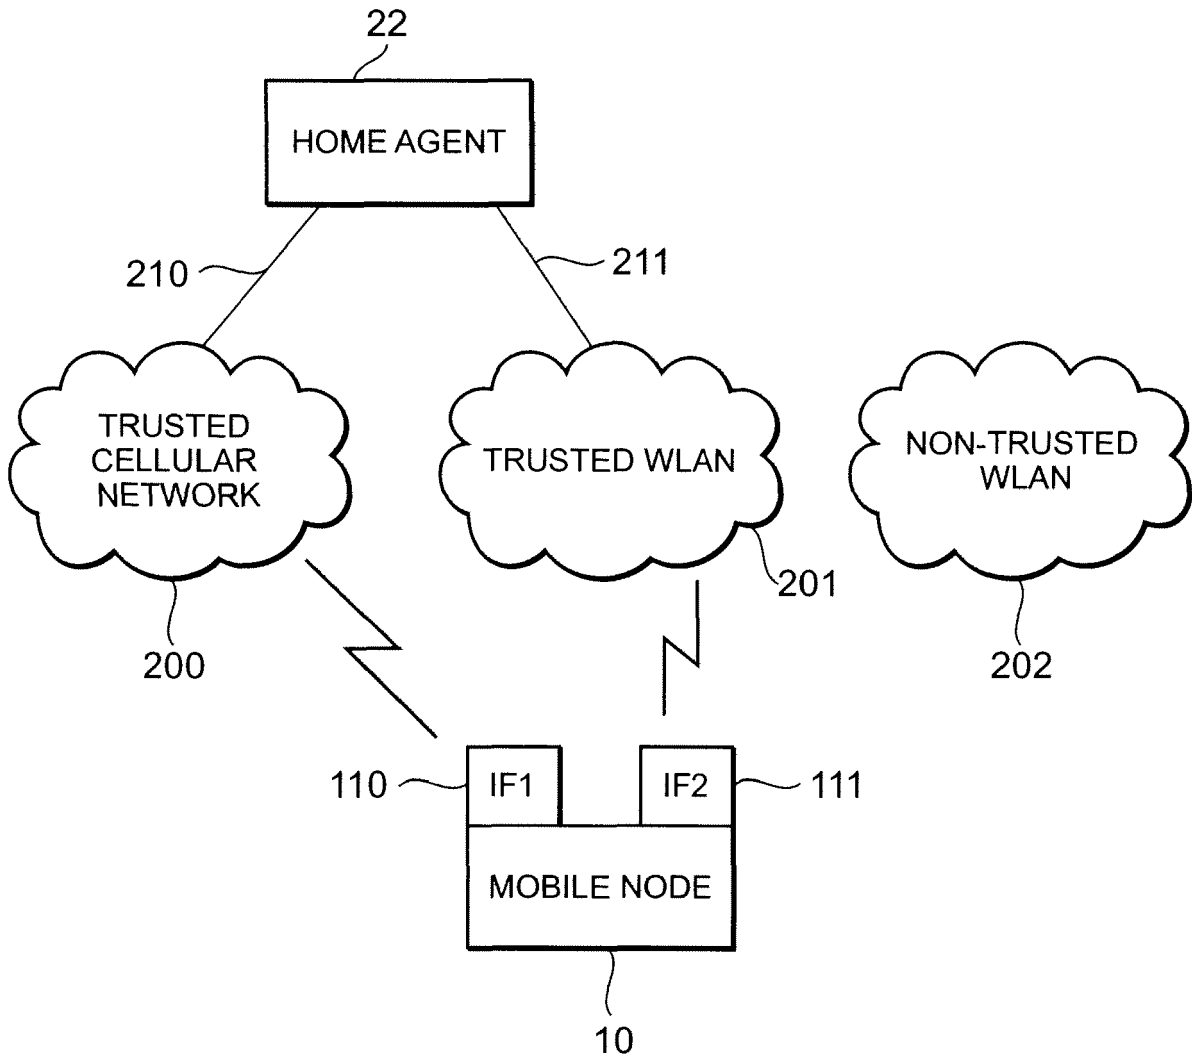 22
HOME AGENT
210
211
TRUSTED
CELLULAR
NETWORK
TRUSTED WLAN
NON-TRUSTED
WLAN
201
200
202
110
IF1
IF2
111
MOBILE NODE
10